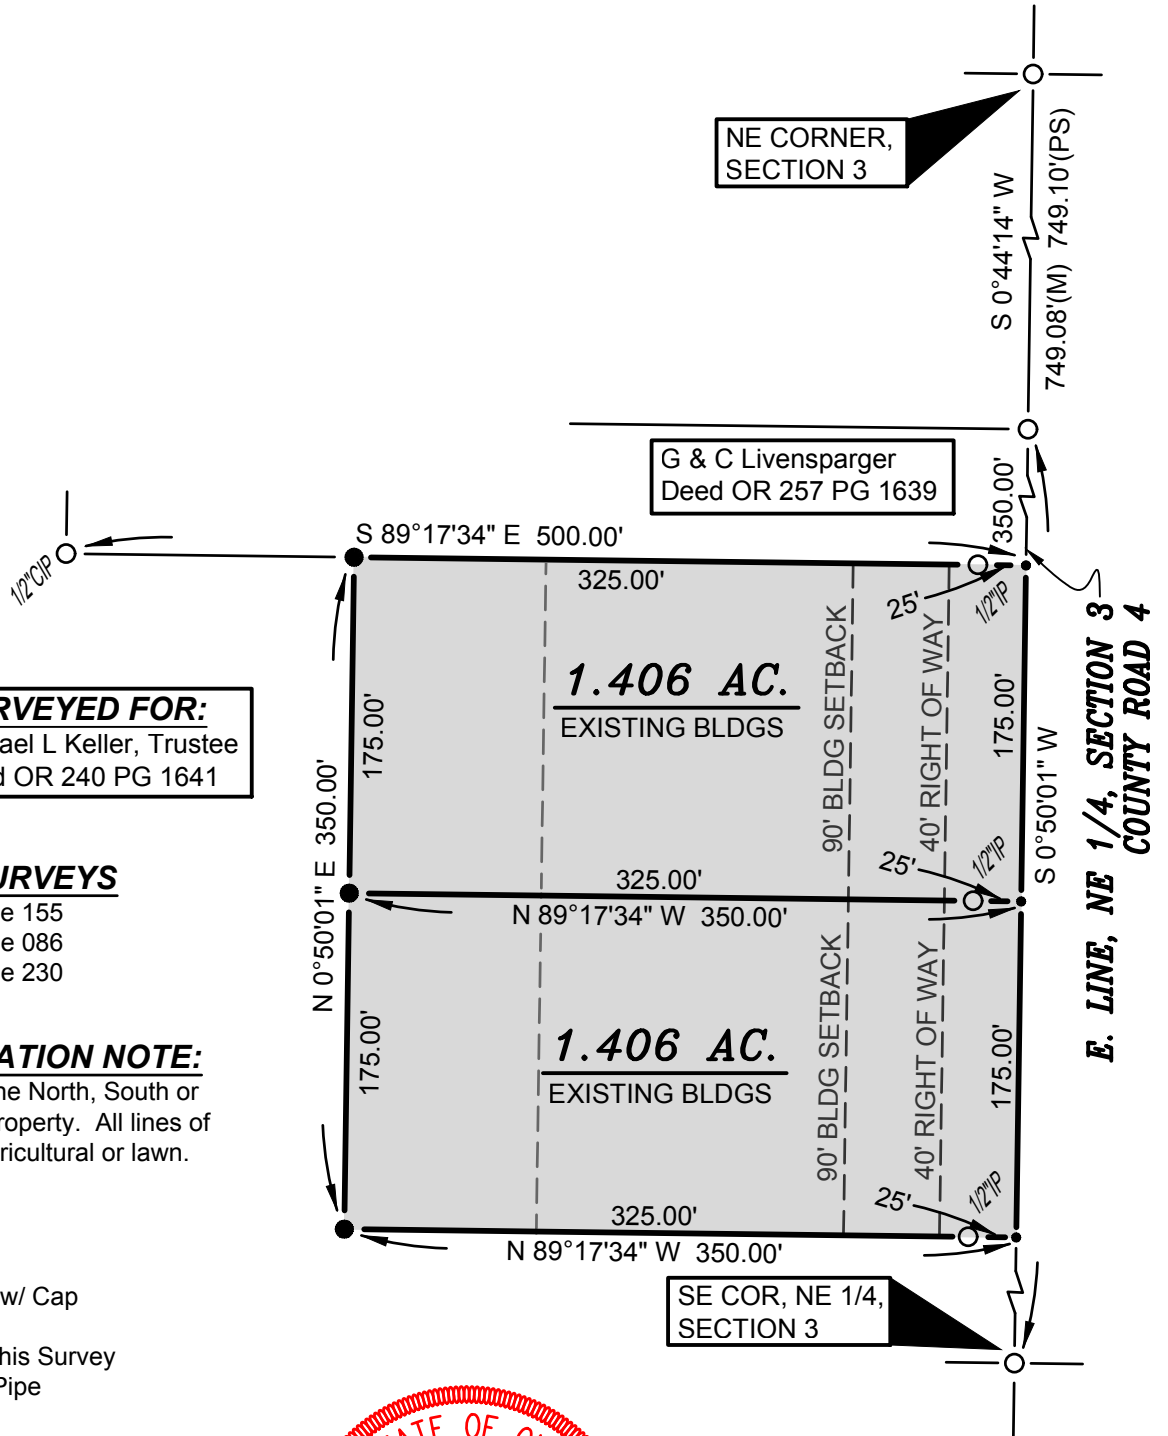 NE CORNER,
SECTION 3
S 0°44'14" W
749.08'(M) 749.10'(PS)
G & C Livensparger
Deed OR 257 PG 1639
350.00'
S 89°17'34" E 500.00'
325.00'
1/2"CIP
25'
1/2"IP
1.406 AC.
EXISTING BLDGS
90' BLDG SETBACK
40' RIGHT OF WAY
175.00'
175.00'
S 0°50'01" W
E. LINE, NE 1/4, SECTION 3
COUNTY ROAD 4
RVEYED FOR:
ael L Keller, Trustee
d OR 240 PG 1641
N 0°50'01" E 350.00'
325.00'
N 89°17'34" W 350.00'
25'
1/2"IP
URVEYS
e 155
e 086
e 230
1.406 AC.
EXISTING BLDGS
90' BLDG SETBACK
40' RIGHT OF WAY
175.00'
175.00'
ATION NOTE:
ne North, South or
roperty. All lines of
ricultural or lawn.
325.00'
N 89°17'34" W 350.00'
25'
1/2"IP
SE COR, NE 1/4,
SECTION 3
w/ Cap
his Survey
Pipe
ATE OF